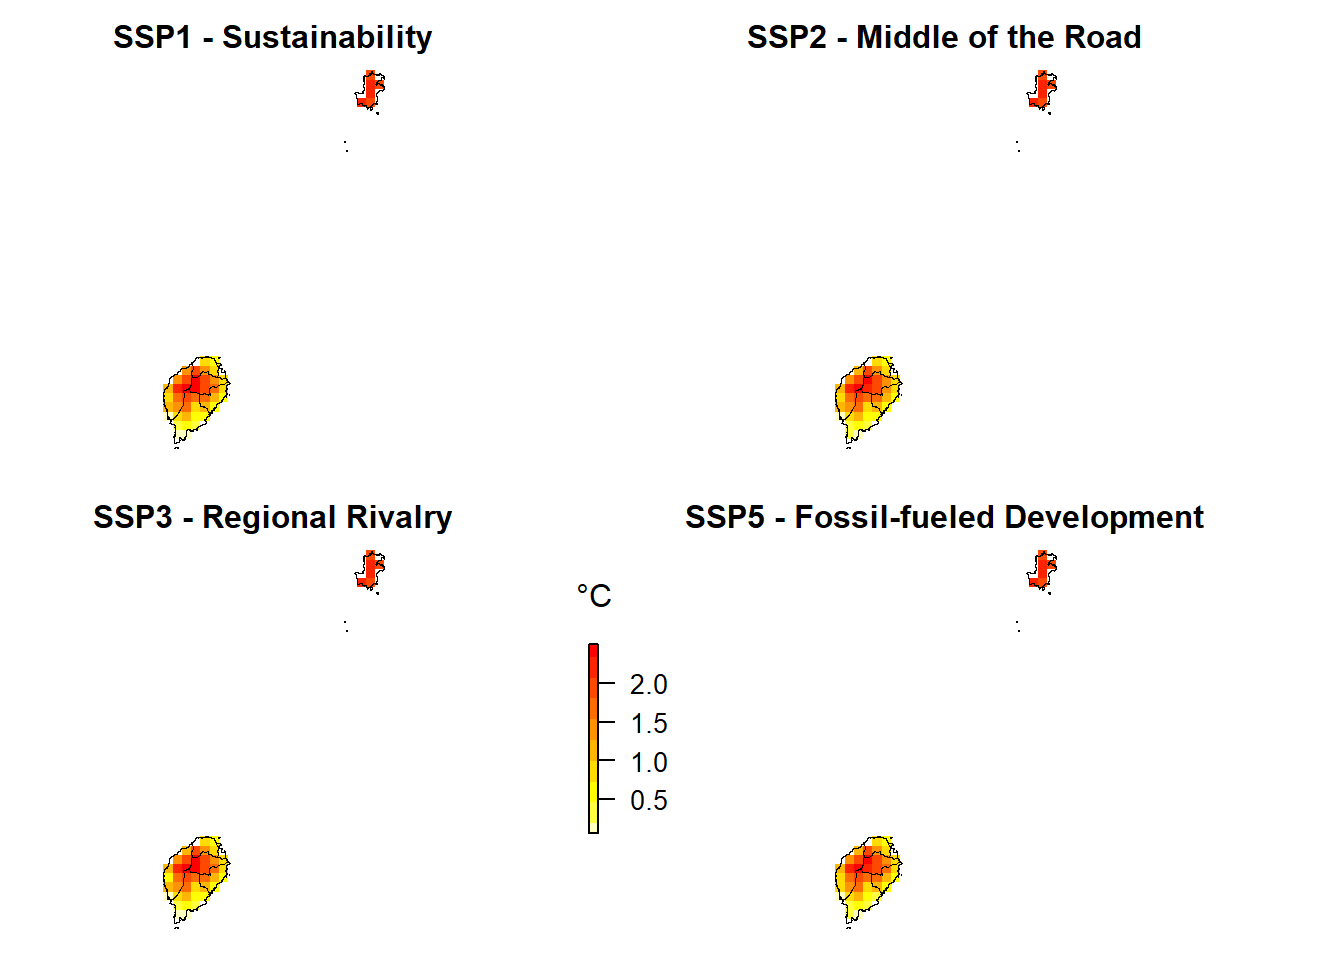 SSP1 - Sustainability
SSP2 - Middle of the Road
SSP3 - Regional Rivalry
SSP5 - Fossil-fueled Development
°C
2.0
1.5
1.0
0.5